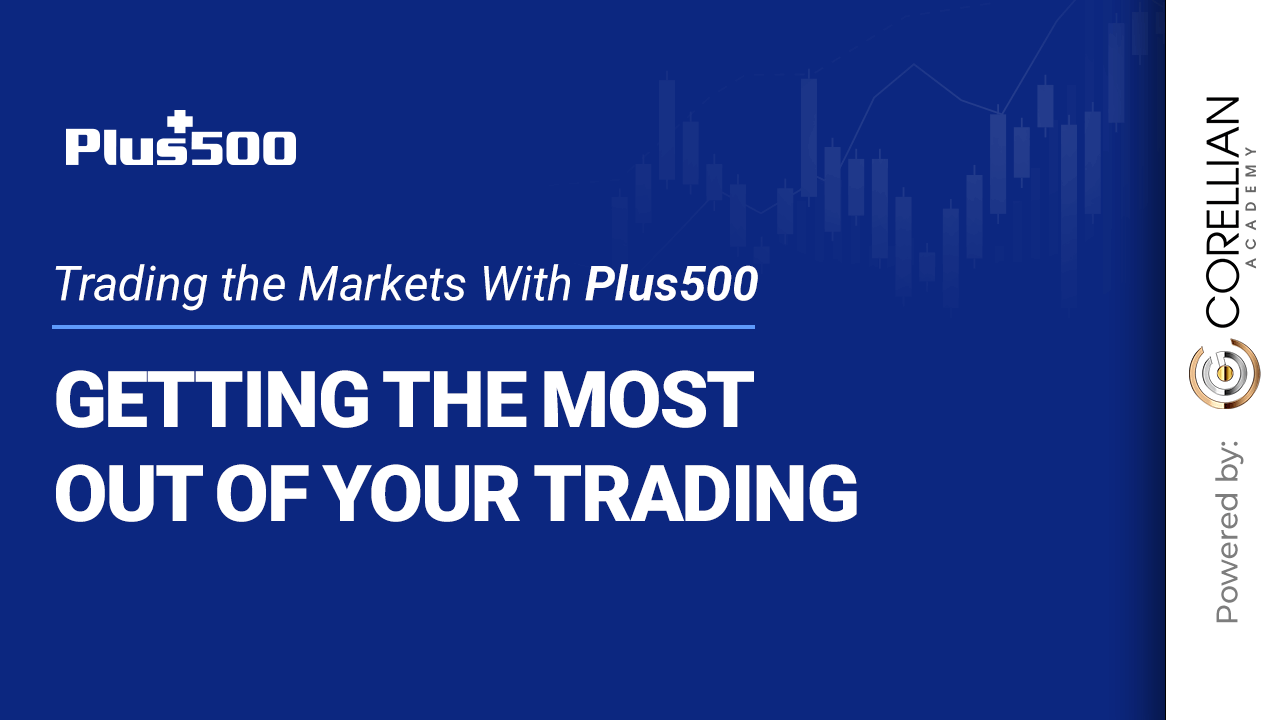 Plus500
Trading the Markets With Plus500
GETTING THE MOST
OUT OF YOUR TRADING
Powered by:
CORELLIAN
ACADEMY